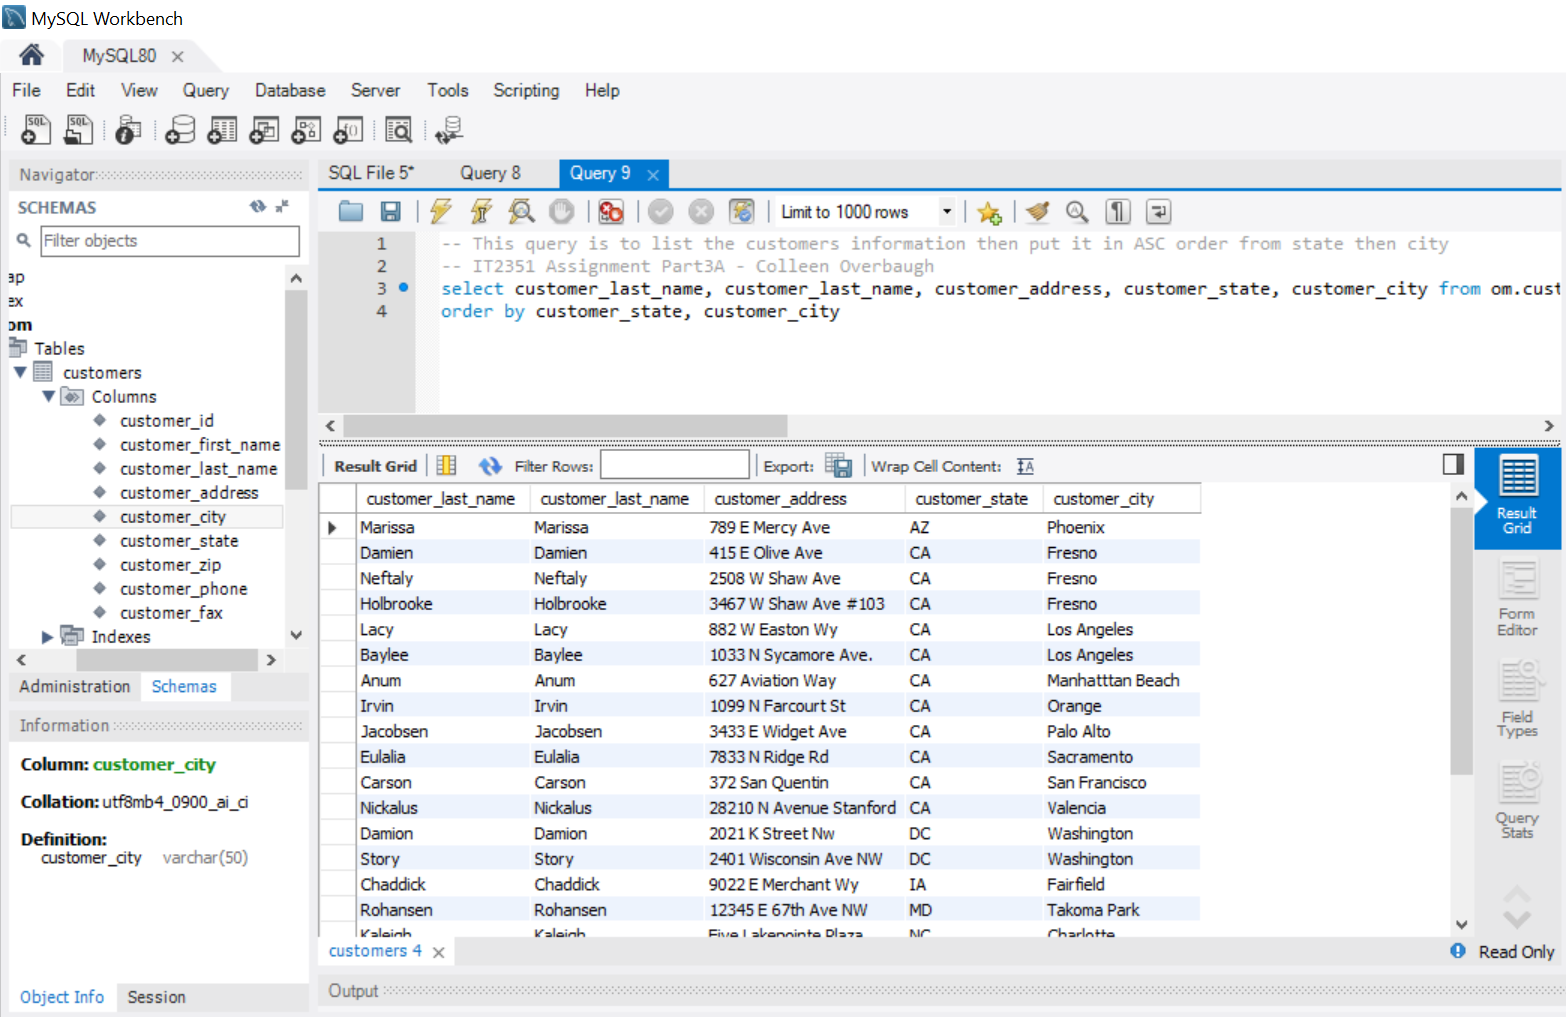 MySQL Workbench
MySQL80
File Edit View Query Database Server Tools Scripting Help
Navigator
SCHEMAS
Filter objects
ap
ex
om
Tables
customers
Columns
customer_id
customer_first_name
customer_last_name
customer_address
customer_city
customer_state
customer_zip
customer_phone
customer_fax
Indexes
Administration Schemas
Information
Column: customer_city
Collation: utf8mb4_0900_ai_ci
Definition:
customer_city varchar(50)
Object Info Session
SQL File 5* Query 8 Query 9
Limit to 1000 rows
1 -- This query is to list the customers information then put it in ASC order from state then city
2 -- IT2351 Assignment Part3A - Colleen Overbaugh
3 select customer_last_name, customer_last_name, customer_address, customer_state, customer_city from om.cust
4 order by customer_state, customer_city
Result Grid Filter Rows: Export: Wrap Cell Content:
customer_last_name customer_last_name customer_address customer_state customer_city
Marissa Marissa 789 E Mercy Ave AZ Phoenix
Damien Damien 415 E Olive Ave CA Fresno
Neftaly Neftaly 2508 W Shaw Ave CA Fresno
Holbrooke Holbrooke 3467 W Shaw Ave #103 CA Fresno
Lacy Lacy 882 W Easton Wy CA Los Angeles
Baylee Baylee 1033 N Sycamore Ave. CA Los Angeles
Anum Anum 627 Aviation Way CA Manhatttan Beach
Irvin Irvin 1099 N Farcourt St CA Orange
Jacobsen Jacobsen 3433 E Widget Ave CA Palo Alto
Eulalia Eulalia 7833 N Ridge Rd CA Sacramento
Carson Carson 372 San Quentin CA San Francisco
Nickalus Nickalus 28210 N Avenue Stanford CA Valencia
Damion Damion 2021 K Street Nw DC Washington
Story Story 2401 Wisconsin Ave NW DC Washington
Chaddick Chaddick 9022 E Merchant Wy IA Fairfield
Rohansen Rohansen 12345 E 67th Ave NW MD Takoma Park
Kaleigh Kaleigh Five Lakepointe Plaza NC Charlotte
Result
Grid
Form
Editor
Field
Types
Query
Stats
customers 4
Read Only
Output